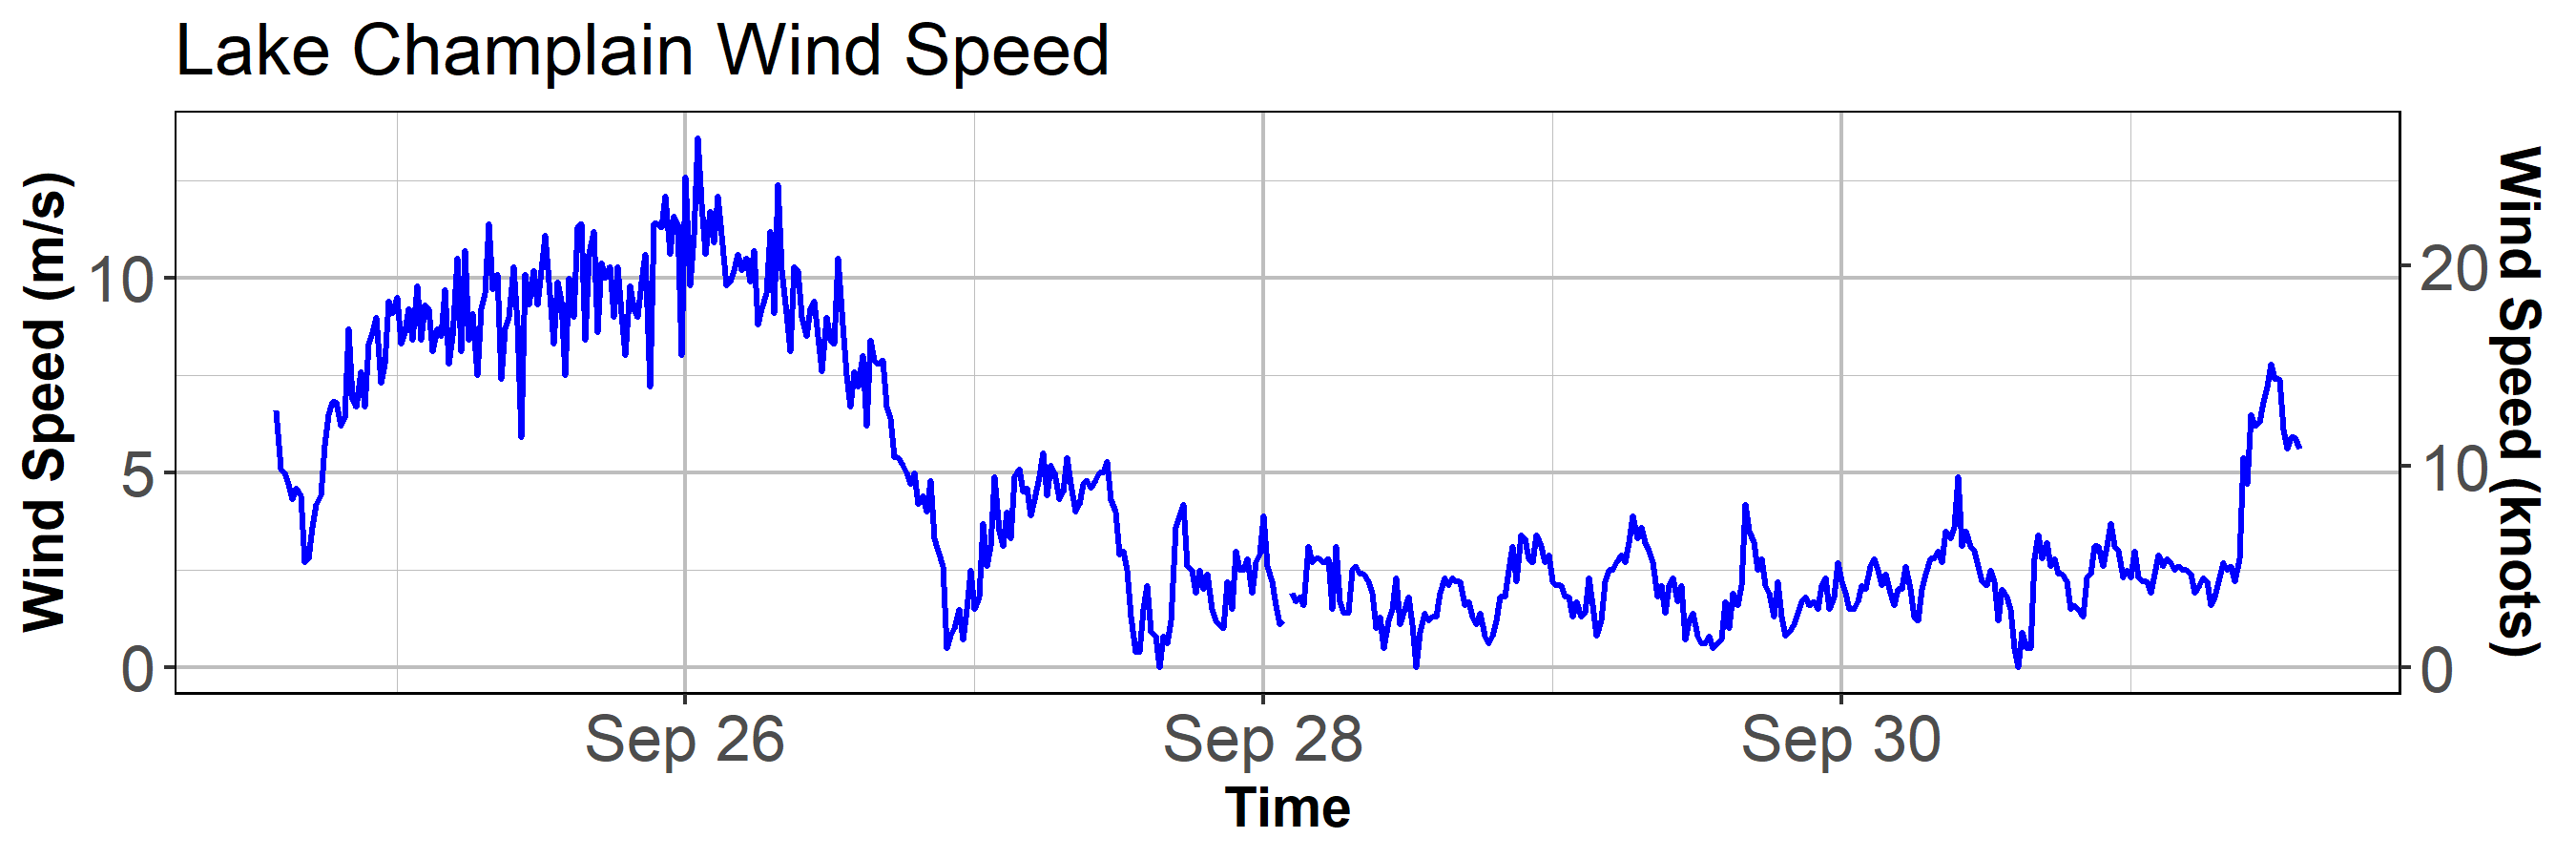 Lake Champlain Wind Speed
Wind Speed (m/s)
10
5
0
20
10
0
Wind Speed (knots)
Sep 26
Sep 28
Sep 30
Time